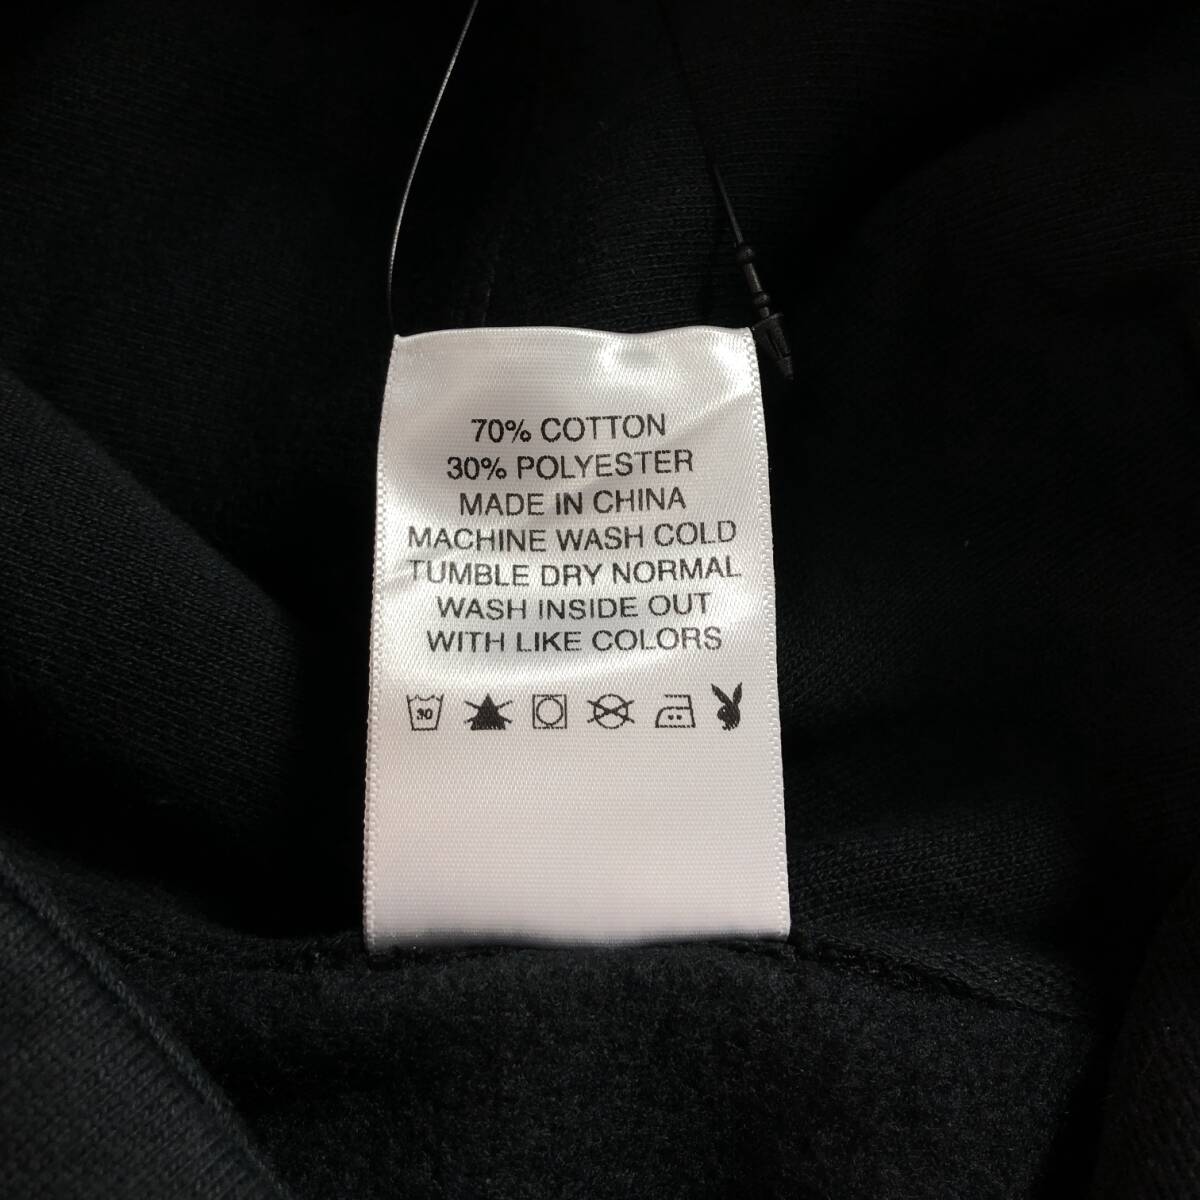 70% COTTON
30% POLYESTER
MADE IN CHINA
MACHINE WASH COLD
TUMBLE DRY NORMAL
WASH INSIDE OUT
WITH LIKE COLORS
30